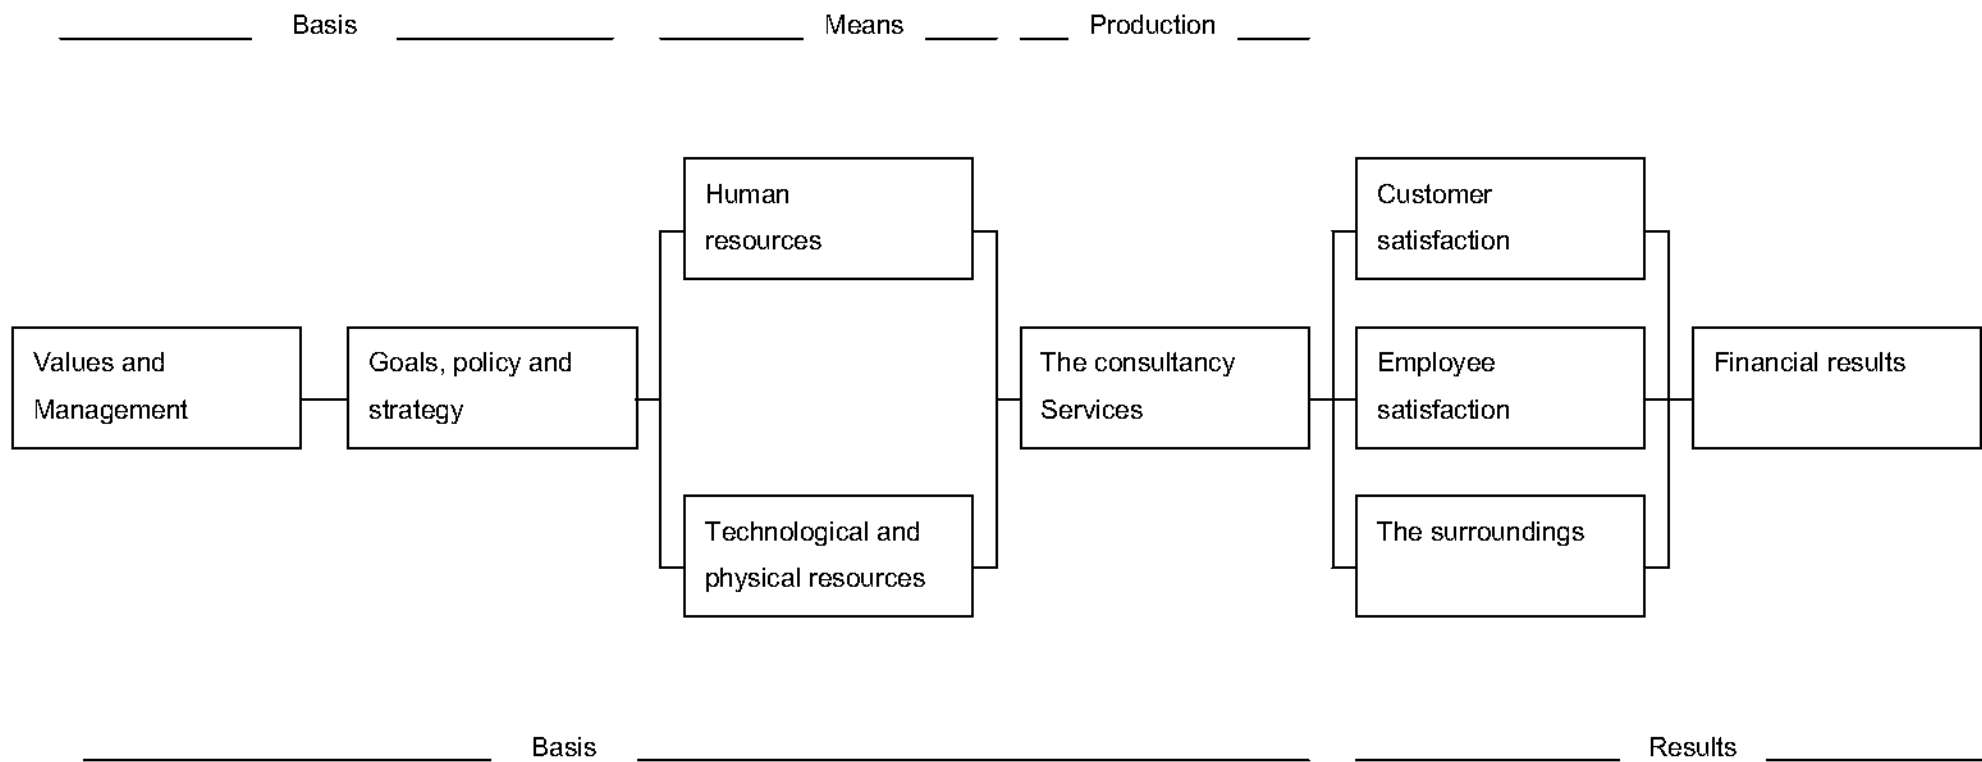 Basis
Means
Production
Human
resources
Customer
satisfaction
Values and
Management
Goals, policy and
strategy
The consultancy
Services
Employee
satisfaction
Financial results
Technological and
physical resources
The surroundings
Basis
Results